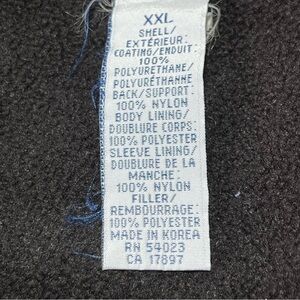 XXL
SHELL/
EXTÉRIEUR:
COATING/ENDUIT:
100%
POLYURETHANE/
POLYURÉTHANNE
BACK/SUPPORT:
100% NYLON
BODY LINING/
DOUBLURE CORPS:
100% POLYESTER
SLEEVE LINING/
DOUBLURE DE LA
MANCHE:
100% NYLON
FILLER/
REMBOURRAGE:
100% POLYESTER
MADE IN KOREA
RN 54023
CA 17897